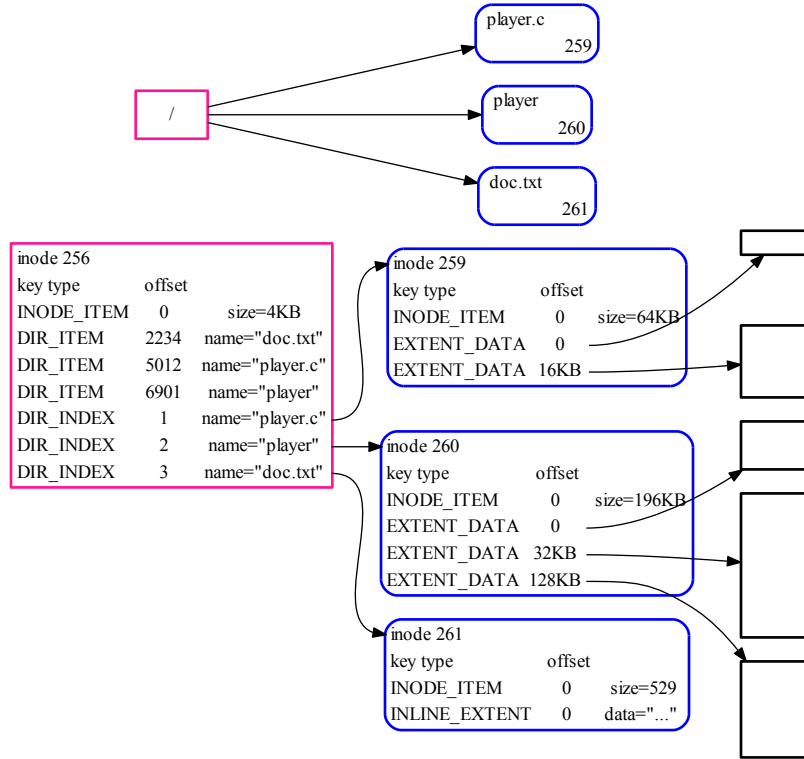 player.c
259
/
player
260
doc.txt
261
inode 256
key type offset
INODE_ITEM 0 size=4KB
DIR_ITEM 2234 name="doc.txt"
DIR_ITEM 5012 name="player.c"
DIR_ITEM 6901 name="player"
DIR_INDEX 1 name="player.c"
DIR_INDEX 2 name="player"
DIR_INDEX 3 name="doc.txt"
inode 259
key type offset
INODE_ITEM 0 size=64KB
EXTENT_DATA 0
EXTENT_DATA 16KB
inode 260
key type offset
INODE_ITEM 0 size=196KB
EXTENT_DATA 0
EXTENT_DATA 32KB
EXTENT_DATA 128KB
inode 261
key type offset
INODE_ITEM 0 size=529
INLINE_EXTENT 0 data="..."